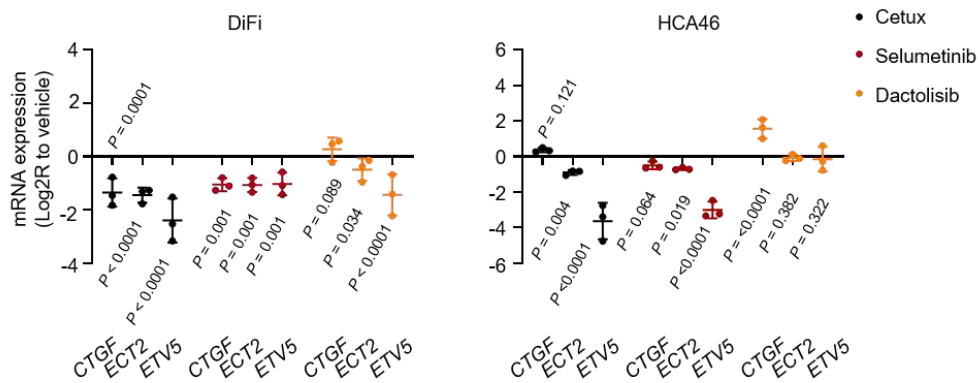 DiFi
HCA46
Cetux
Selumetinib
Dactolisib
mRNA expression
(Log2R to vehicle)
4
2
0
-2
-4
P = 0.0001
P < 0.0001
P < 0.0001
P = 0.001
P = 0.001
P = 0.001
P = 0.089
P = 0.034
P < 0.0001
CTGF
ECT2
ETV5
CTGF
ECT2
ETV5
CTGF
ECT2
ETV5
6
4
2
0
-2
-4
-6
P = 0.121
P = 0.004
P<0.0001
P = 0.064
P = 0.019
P <0.0001
P = <0.0001
P = 0.382
P = 0.322
CTGF
ECT2
ETV5
CTGF
ECT2
ETV5
CTGF
ECT2
ETV5